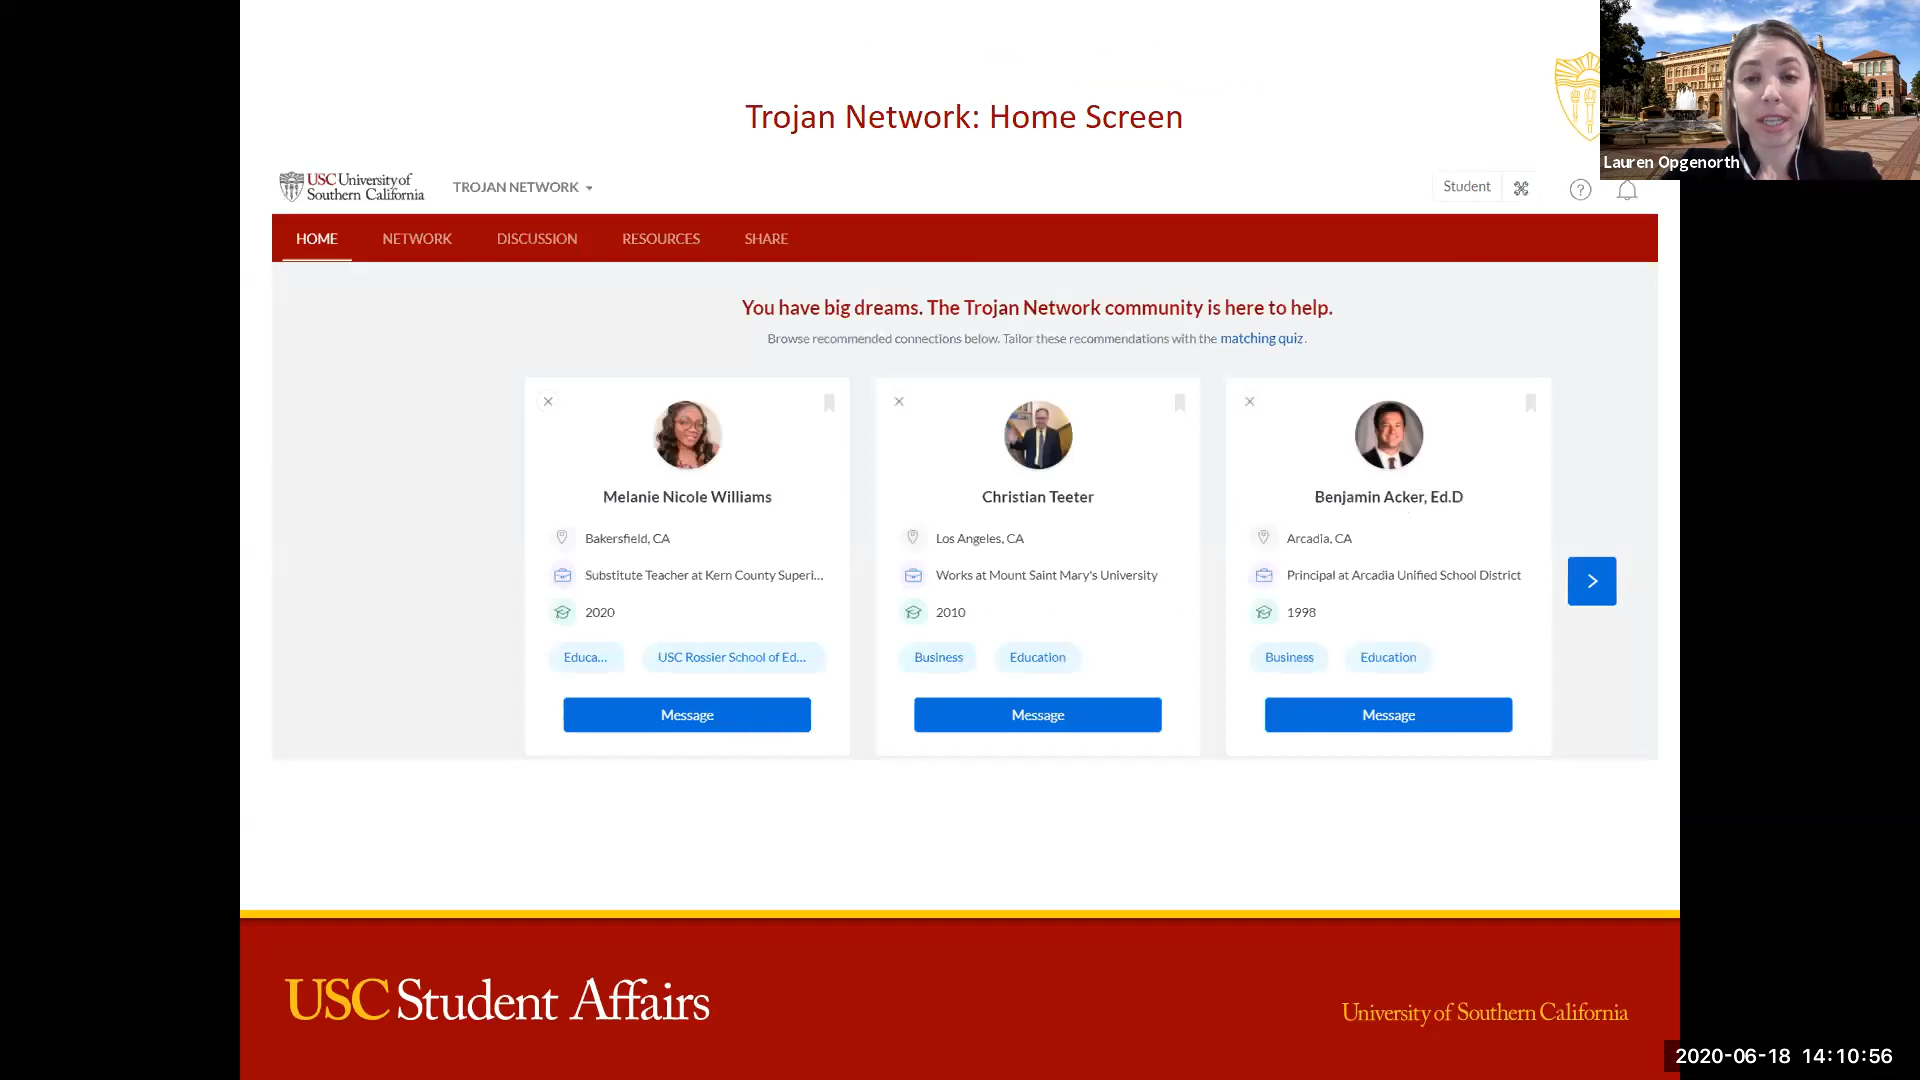 Trojan Network: Home Screen
Lauren Opgenorth
USC University of
Southern California
TROJAN NETWORK
Student
?
HOME NETWORK DISCUSSION RESOURCES SHARE
You have big dreams. The Trojan Network community is here to help.
Browse recommended connections below. Tailor these recommendations with the matching quiz.
Melanie Nicole Williams
Bakersfield, CA
Substitute Teacher at Kern County Superi...
2020
Educa... USC Rossier School of Ed...
Message
Christian Teeter
Los Angeles, CA
Works at Mount Saint Mary's University
2010
Business Education
Message
Benjamin Acker, Ed.D
Arcadia, CA
Principal at Arcadia Unified School District
1998
Business Education
Message
USC Student Affairs
University of Southern California
2020-06-18 14:10:56